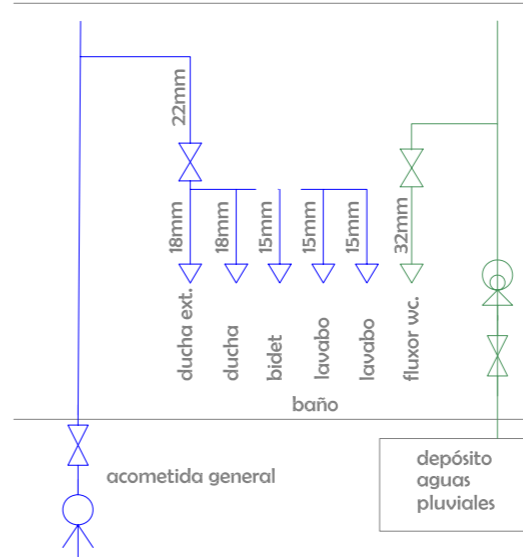 22mm
18mm
18mm
15mm
15mm
15mm
32mm
ducha ext.
ducha
bidet
lavabo
lavabo
fluxor wc.
baño
acometida general
depósito
aguas
pluviales